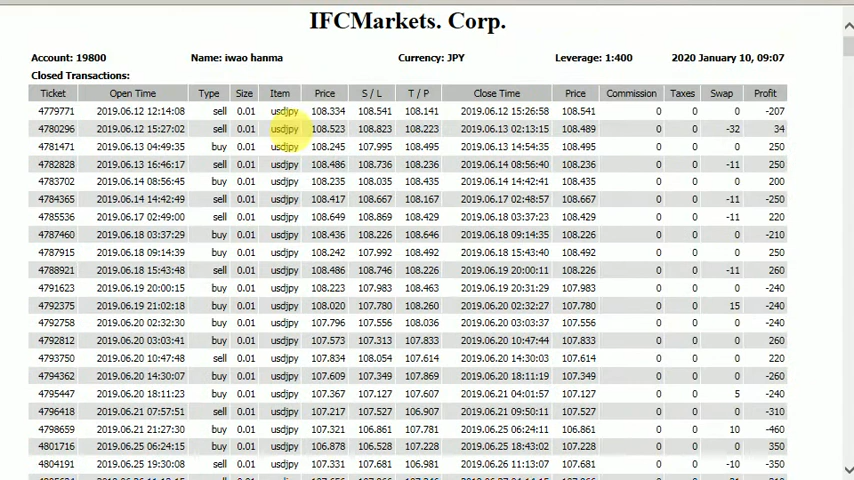 IFCMarkets. Corp.
Account: 19800 Name: iwao hanma Currency: JPY Leverage: 1:400 2020 January 10, 09:07
Closed Transactions:
Ticket Open Time Type Size Item Price S / L T / P Close Time Price Commission Taxes Swap Profit
4779771 2019.06.12 12:14:08 sell 0.01 usdjpy 108.334 108.541 108.141 2019.06.12 15:26:58 108.541 0 0 0 -207
4780296 2019.06.12 15:27:02 sell 0.01 usdjpy 108.523 108.823 108.223 2019.06.13 02:13:15 108.489 0 0 -32 34
4781471 2019.06.13 04:49:35 buy 0.01 usdjpy 108.245 107.995 108.495 2019.06.13 14:54:35 108.495 0 0 0 250
4782828 2019.06.13 16:46:17 sell 0.01 usdjpy 108.486 108.736 108.236 2019.06.14 08:56:40 108.236 0 0 -11 250
4783702 2019.06.14 08:56:45 buy 0.01 usdjpy 108.235 108.035 108.435 2019.06.14 14:42:41 108.435 0 0 0 200
4784365 2019.06.14 14:42:49 sell 0.01 usdjpy 108.417 108.667 108.167 2019.06.17 02:48:57 108.667 0 0 -11 -250
4785536 2019.06.17 02:49:00 sell 0.01 usdjpy 108.649 108.869 108.429 2019.06.18 03:37:23 108.429 0 0 -11 220
4787460 2019.06.18 03:37:29 buy 0.01 usdjpy 108.436 108.226 108.646 2019.06.18 09:14:35 108.226 0 0 0 -210
4787915 2019.06.18 09:14:39 buy 0.01 usdjpy 108.242 107.992 108.492 2019.06.18 15:43:40 108.492 0 0 0 250
4788921 2019.06.18 15:43:48 sell 0.01 usdjpy 108.486 108.746 108.226 2019.06.19 20:00:11 108.226 0 0 -11 260
4791623 2019.06.19 20:00:15 buy 0.01 usdjpy 108.223 107.983 108.463 2019.06.19 20:31:29 107.983 0 0 0 -240
4792375 2019.06.19 21:02:18 buy 0.01 usdjpy 108.020 107.780 108.260 2019.06.20 02:32:27 107.780 0 0 15 -240
4792758 2019.06.20 02:32:30 buy 0.01 usdjpy 107.796 107.556 108.036 2019.06.20 03:03:37 107.556 0 0 0 -240
4792812 2019.06.20 03:03:41 buy 0.01 usdjpy 107.573 107.313 107.833 2019.06.20 10:47:44 107.833 0 0 0 260
4793750 2019.06.20 10:47:48 sell 0.01 usdjpy 107.834 108.054 107.614 2019.06.20 14:30:03 107.614 0 0 0 220
4794362 2019.06.20 14:30:07 buy 0.01 usdjpy 107.609 107.349 107.869 2019.06.20 18:11:19 107.349 0 0 0 -260
4795447 2019.06.20 18:11:23 buy 0.01 usdjpy 107.367 107.127 107.607 2019.06.21 04:01:57 107.127 0 0 5 -240
4796418 2019.06.21 07:57:51 sell 0.01 usdjpy 107.217 107.527 106.907 2019.06.21 09:50:11 107.527 0 0 0 -310
4798659 2019.06.21 21:27:30 buy 0.01 usdjpy 107.321 106.861 107.781 2019.06.25 06:24:11 106.861 0 0 10 -460
4801716 2019.06.25 06:24:15 buy 0.01 usdjpy 106.878 106.528 107.228 2019.06.25 18:43:02 107.228 0 0 0 350
4804191 2019.06.25 19:30:08 sell 0.01 usdjpy 107.331 107.681 106.981 2019.06.26 11:13:07 107.681 0 0 -10 -350